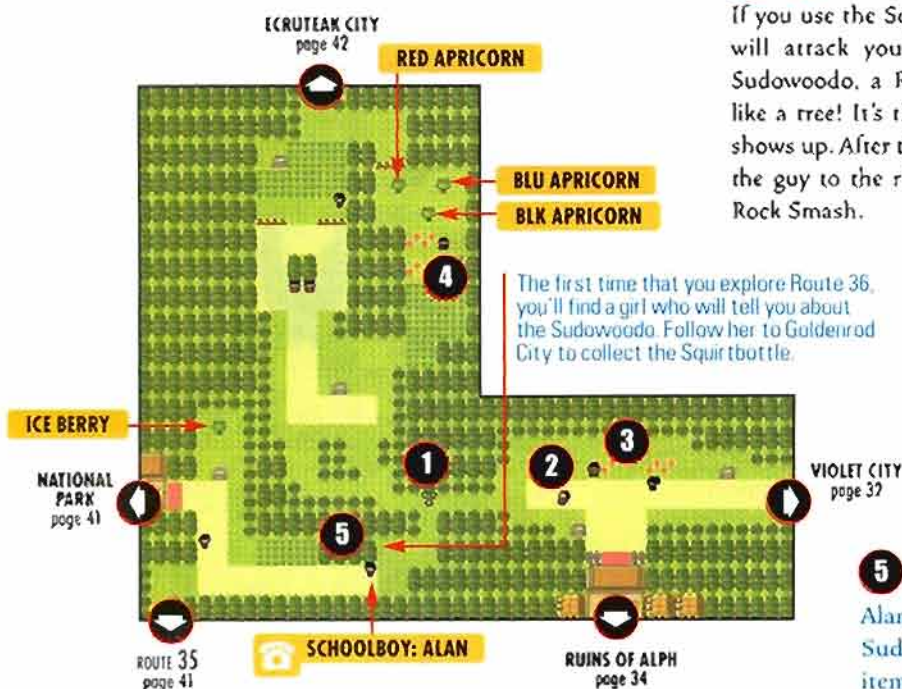 ECRUTEAK CITY
page 42
RED APRICORN
BLU APRICORN
BLK APRICORN
4
If you use the
will attack you
Sudowoodo, a
like a tree! It's
shows up. After
the guy to the
Rock Smash.
The first time that you explore Route 36,
you'll find a girl who will tell you about
the Sudowoodo. Follow her to Goldenrod
City to collect the Squirtbottle.
ICE BERRY
NATIONAL
PARK
page 41
1
2
3
VIOLET CITY
page 32
5
SCHOOLBOY: ALAN
ROUTE 35
page 41
RUINS OF ALPH
page 34
5